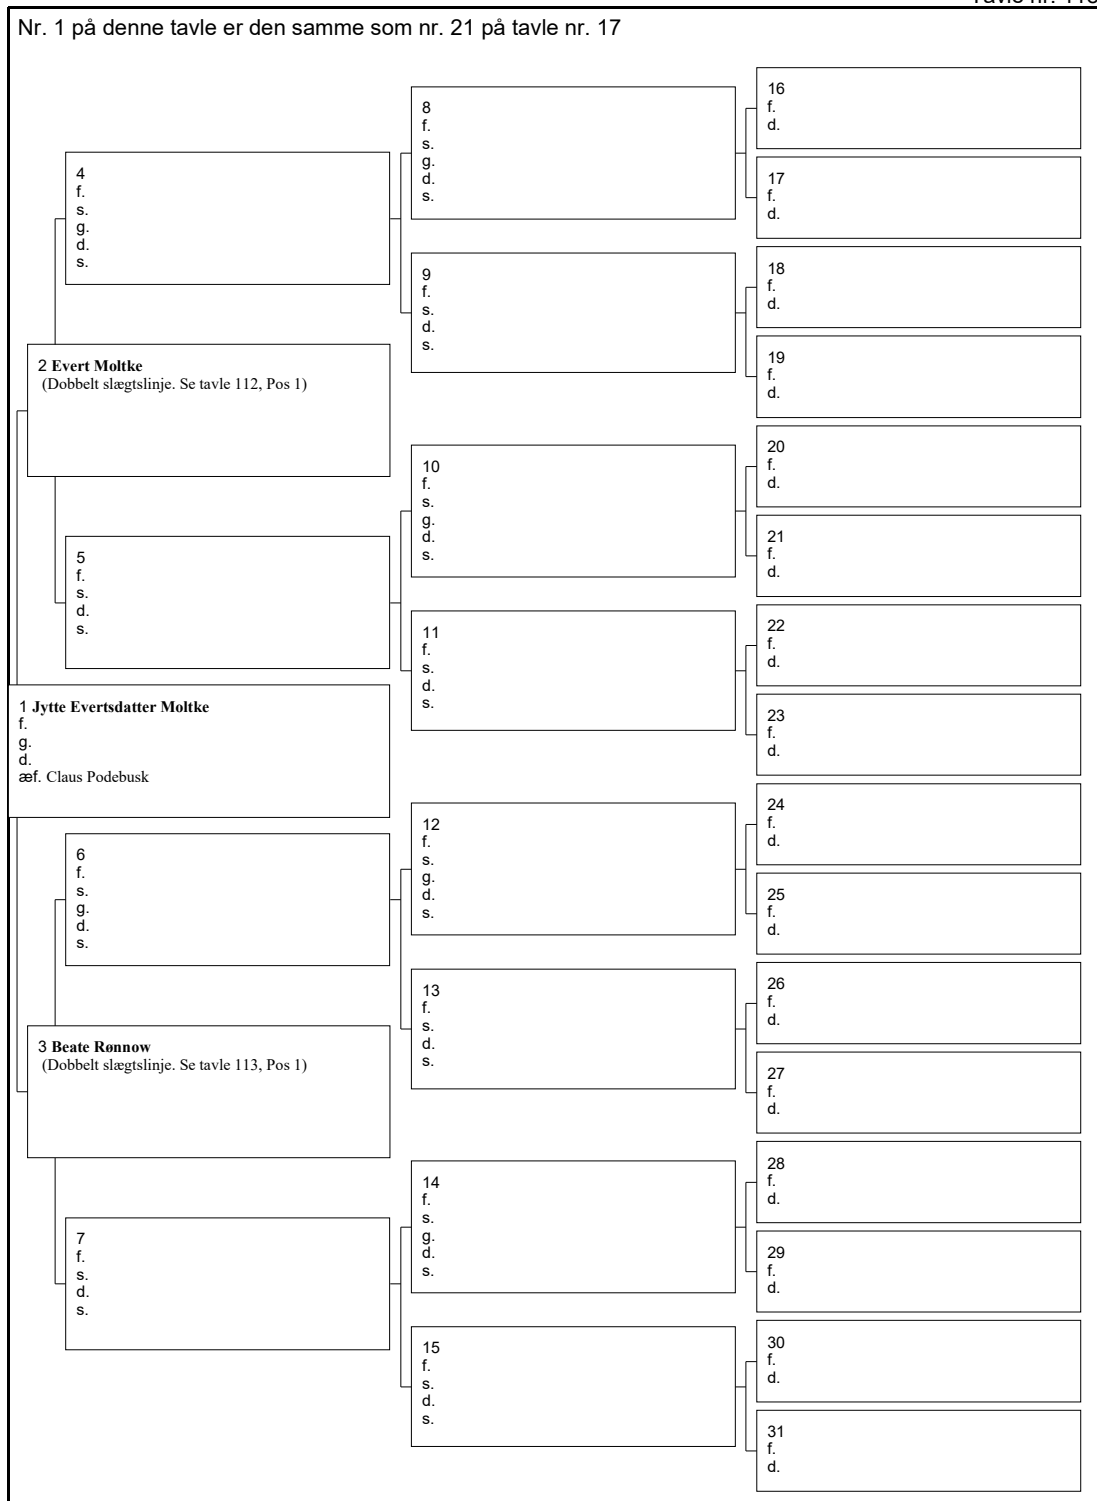 Nr. 1 på denne tavle er den samme som nr. 21 på tavle nr. 17
16
f.
d.
8
f.
s.
g.
d.
s.
17
f.
d.
4
f.
s.
g.
d.
s.
18
f.
d.
9
f.
s.
d.
s.
19
f.
d.
2 Evert Moltke
(Dobbelt slægtslinje. Se tavle 112, Pos 1)
20
f.
d.
10
f.
s.
g.
d.
s.
21
f.
d.
5
f.
s.
d.
s.
22
f.
d.
11
f.
s.
d.
s.
23
f.
d.
1 Jytte Evertsdatter Moltke
f.
g.
d.
æf. Claus Podebusk
24
f.
d.
12
f.
s.
g.
d.
s.
25
f.
d.
6
f.
s.
g.
d.
s.
26
f.
d.
13
f.
s.
d.
s.
27
f.
d.
3 Beate Rønnow
(Dobbelt slægtslinje. Se tavle 113, Pos 1)
28
f.
d.
14
f.
s.
g.
d.
s.
29
f.
d.
7
f.
s.
d.
s.
30
f.
d.
15
f.
s.
d.
s.
31
f.
d.